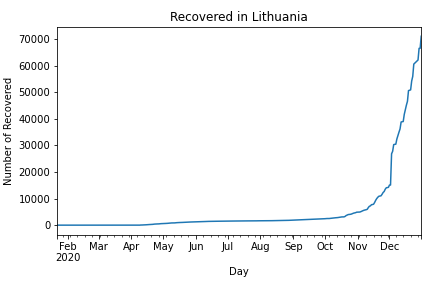 Recovered in Lithuania
Number of Recovered
70000
60000
50000
40000
30000
20000
10000
0
Feb Mar Apr May Jun Jul Aug Sep Oct Nov Dec
2020
Day